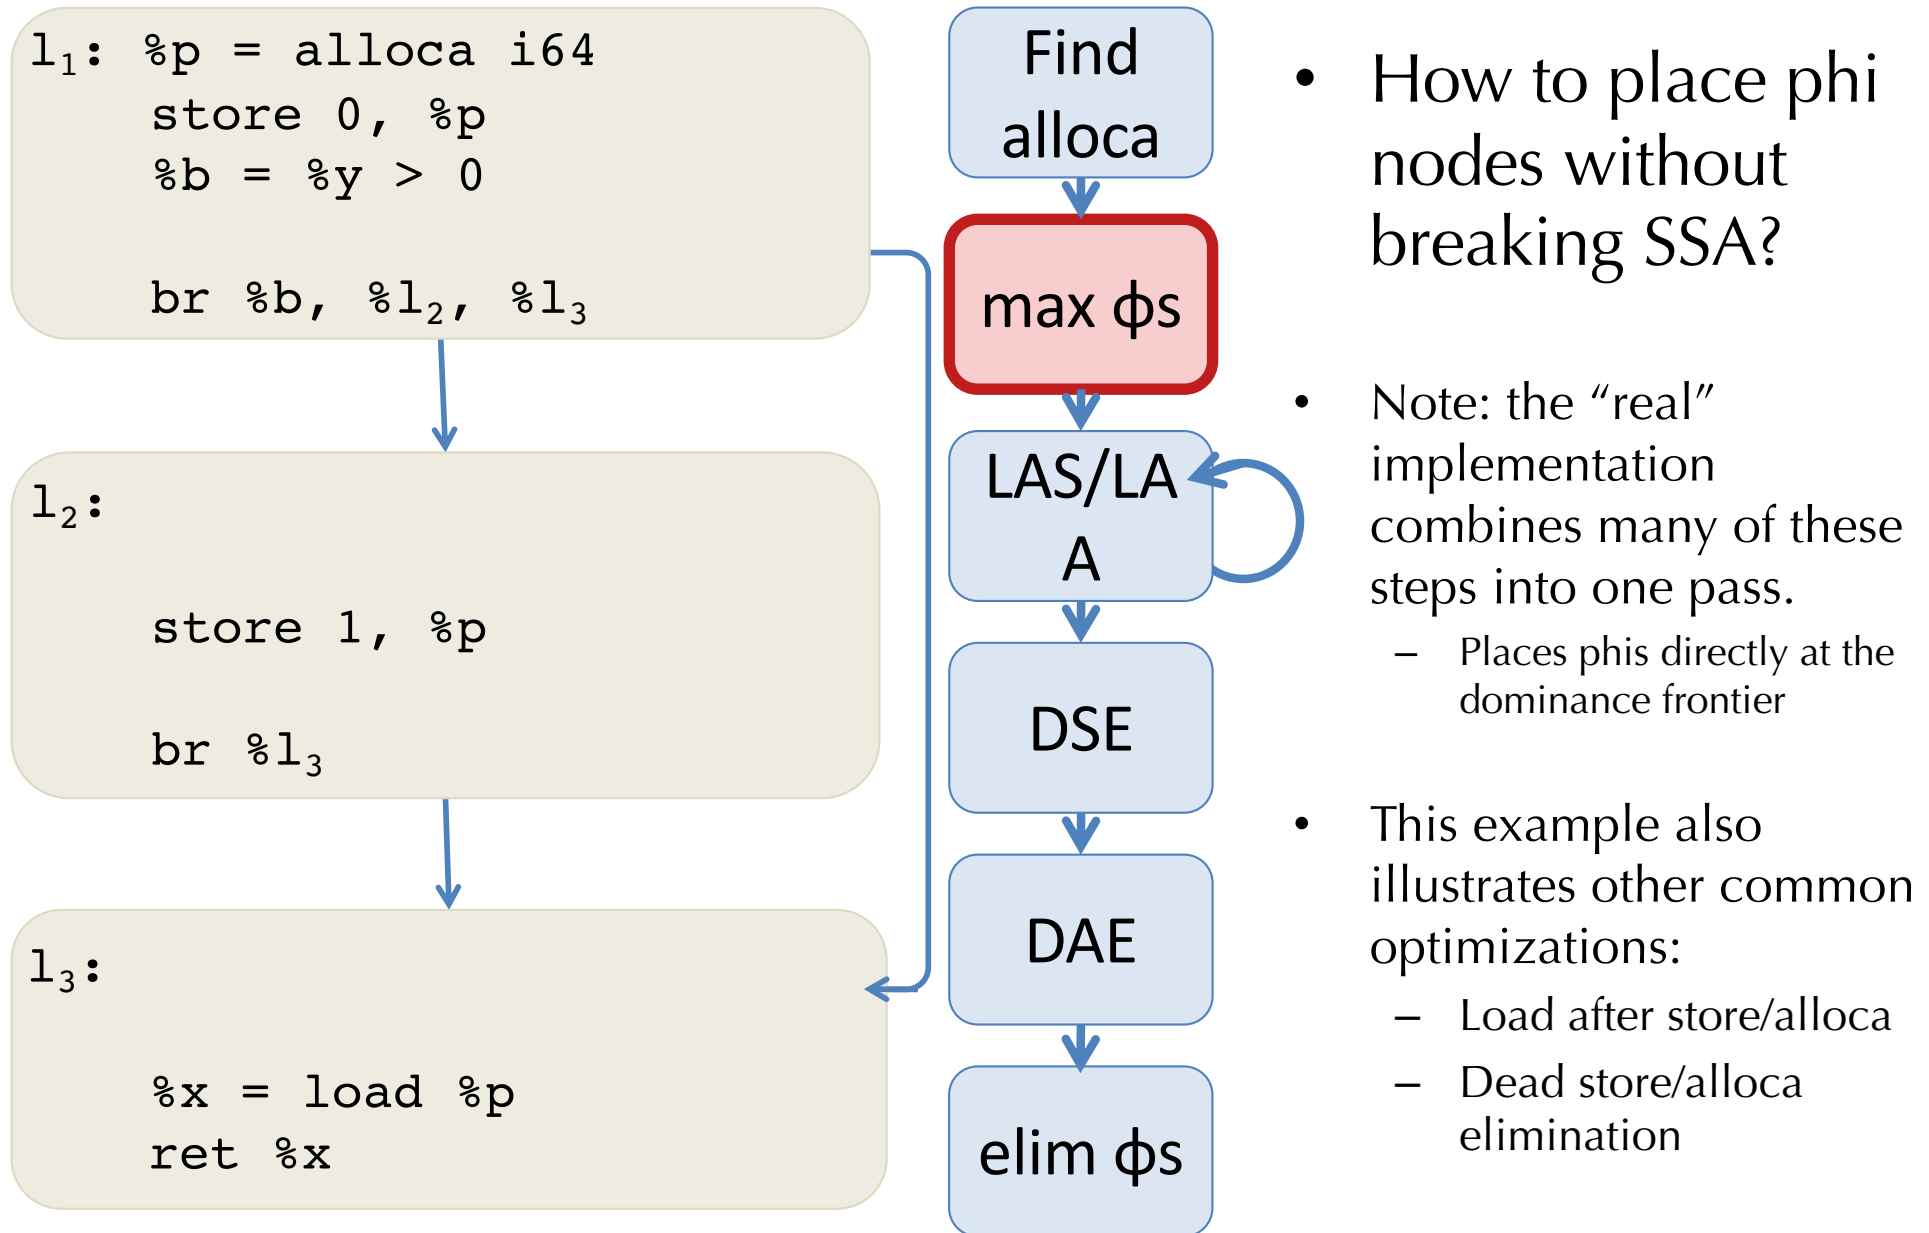 l₁: %p = alloca i64
store 0, %p
%b = %y > 0
br %b, %l₂, %l₃
l₂:
store 1, %p
br %l₃
l₃:
%x = load %p
ret %x
Find
alloca
max ϕs
LAS/LA
A
DSE
DAE
elim ϕs
• How to place phi
nodes without
breaking SSA?
• Note: the “real”
implementation
combines many of these
steps into one pass.
– Places phis directly at the
dominance frontier
• This example also
illustrates other common
optimizations:
– Load after store/alloca
– Dead store/alloca
elimination